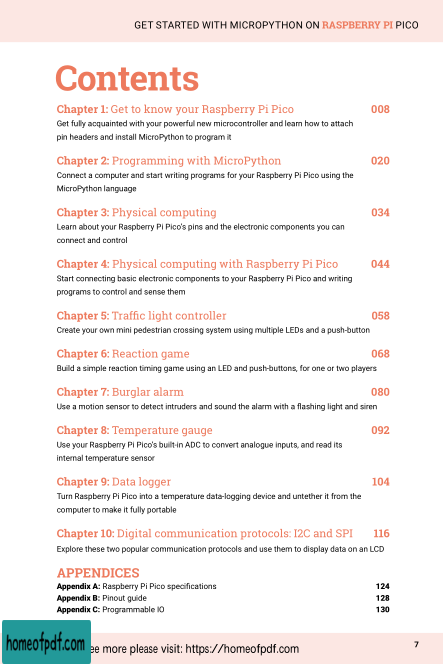 GET STARTED WITH MICROPYTHON ON RASPBERRY PI PICO
Contents
Chapter 1: Get to know your Raspberry Pi Pico 008
Get fully acquainted with your powerful new microcontroller and learn how to attach
pin headers and install MicroPython to program it
Chapter 2: Programming with MicroPython 020
Connect a computer and start writing programs for your Raspberry Pi Pico using the
MicroPython language
Chapter 3: Physical computing 034
Learn about your Raspberry Pi Pico's pins and the electronic components you can
connect and control
Chapter 4: Physical computing with Raspberry Pi Pico 044
Start connecting basic electronic components to your Raspberry Pi Pico and writing
programs to control and sense them
Chapter 5: Traffic light controller 058
Create your own mini pedestrian crossing system using multiple LEDs and a push-button
Chapter 6: Reaction game 068
Build a simple reaction timing game using an LED and push-buttons, for one or two players
Chapter 7: Burglar alarm 080
Use a motion sensor to detect intruders and sound the alarm with a flashing light and siren
Chapter 8: Temperature gauge 092
Use your Raspberry Pi Pico's built-in ADC to convert analogue inputs, and read its
internal temperature sensor
Chapter 9: Data logger 104
Turn Raspberry Pi Pico into a temperature data-logging device and untether it from the
computer to make it fully portable
Chapter 10: Digital communication protocols: I2C and SPI 116
Explore these two popular communication protocols and use them to display data on an LCD
APPENDICES
Appendix A: Raspberry Pi Pico specifications 124
Appendix B: Pinout guide 128
Appendix C: Programmable IO 130
homeofpdf.com
more please visit: https://homeofpdf.com
7